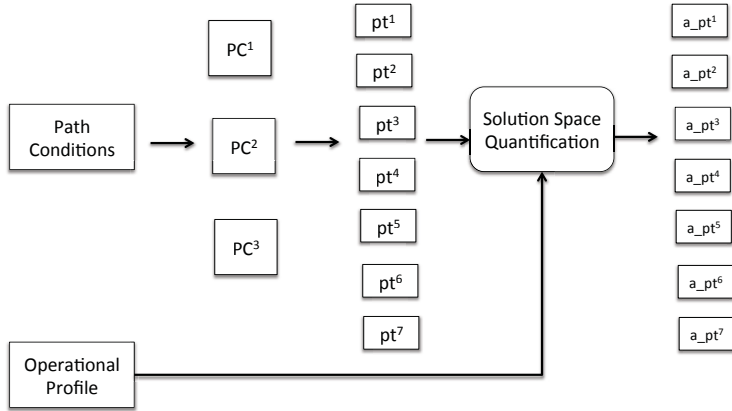 Path
Conditions
PC¹
PC²
PC³
pt¹
pt²
pt³
pt⁴
pt⁵
pt⁶
pt⁷
Solution Space
Quantification
a_pt¹
a_pt²
a_pt³
a_pt⁴
a_pt⁵
a_pt⁶
a_pt⁷
Operational
Profile